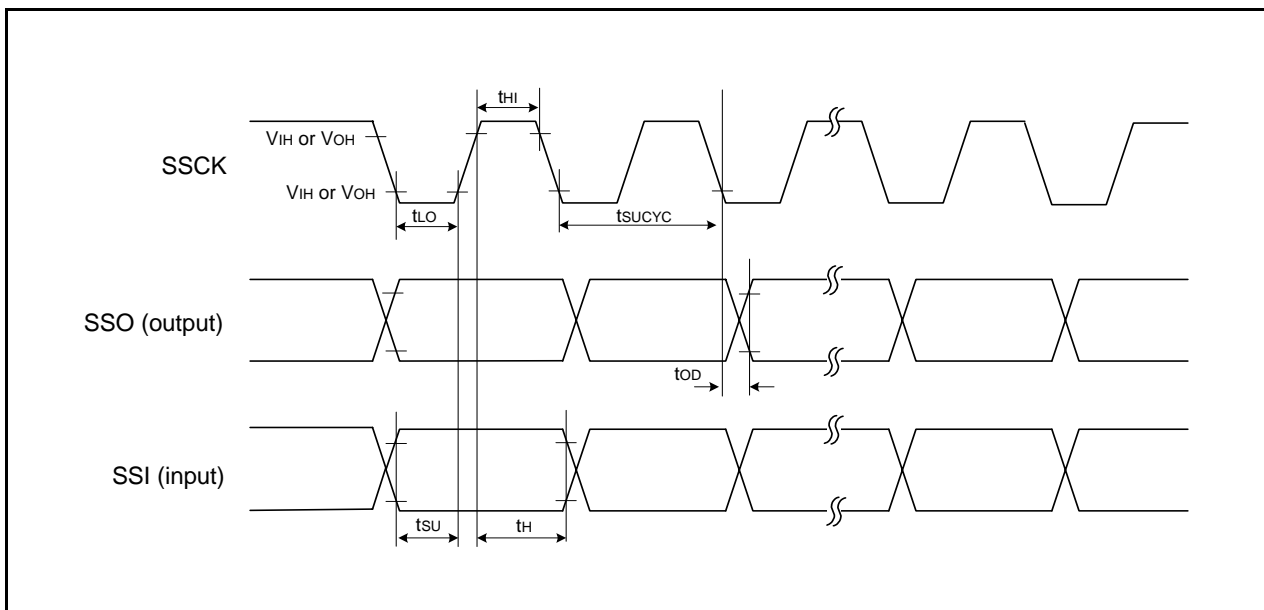 tHI
VIH or VOH
SSCK
VIH or VOH
tLO
tSUCYC
SSO (output)
tOD
SSI (input)
tSU
tH